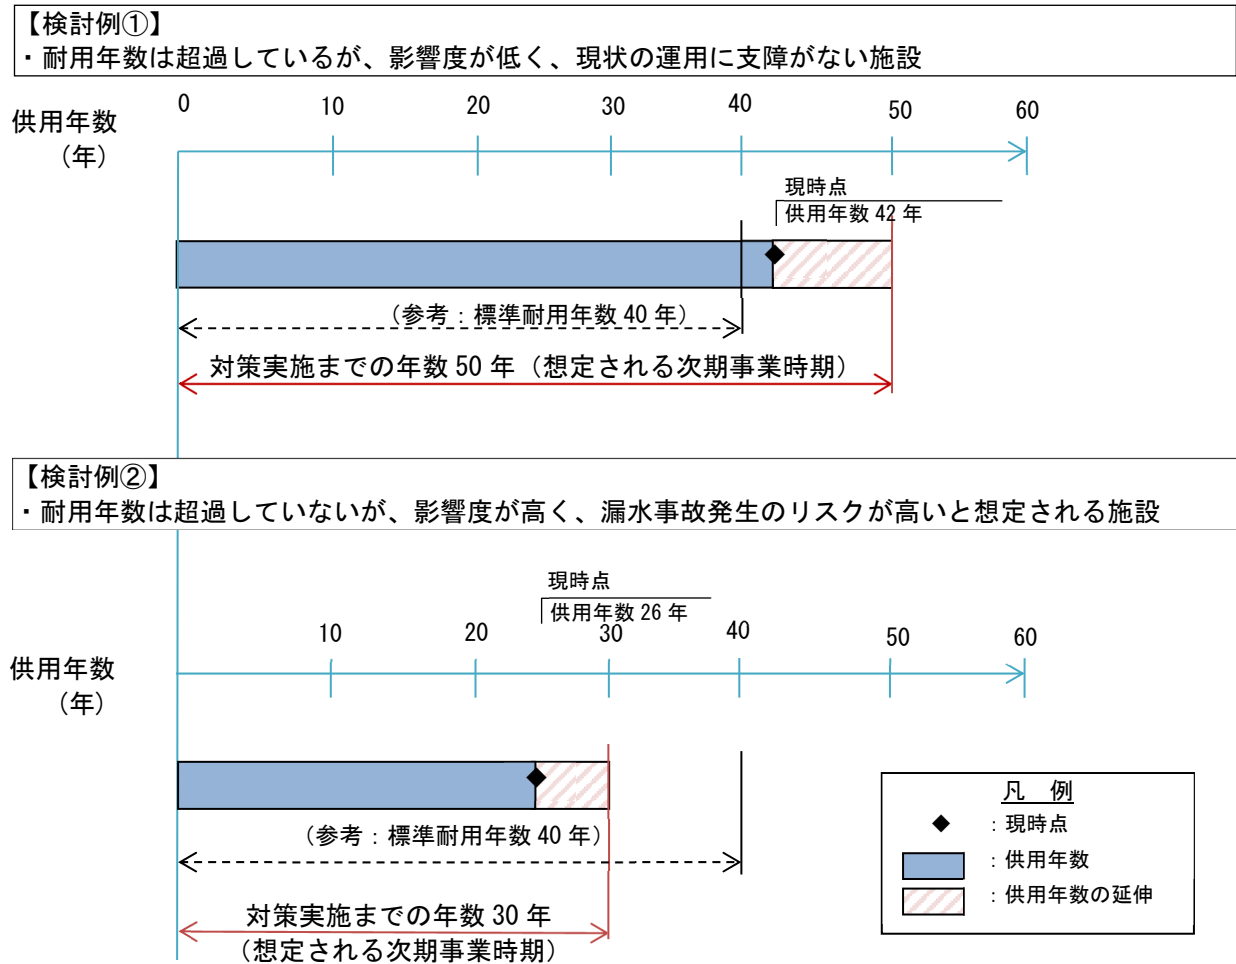 【検討例①】
・耐用年数は超過しているが、影響度が低く、現状の運用に支障がない施設
0 10 20 30 40 50 60
供用年数
（年）
現時点
供用年数 42 年
（参考：標準耐用年数 40 年）
対策実施までの年数 50 年（想定される次期事業時期）
【検討例②】
・耐用年数は超過していないが、影響度が高く、漏水事故発生のリスクが高いと想定される施設
現時点
供用年数 26 年
10 20 30 40 50 60
供用年数
（年）
（参考：標準耐用年数 40 年）
対策実施までの年数 30 年
（想定される次期事業時期）
凡 例
：現時点
：供用年数
：供用年数の延伸